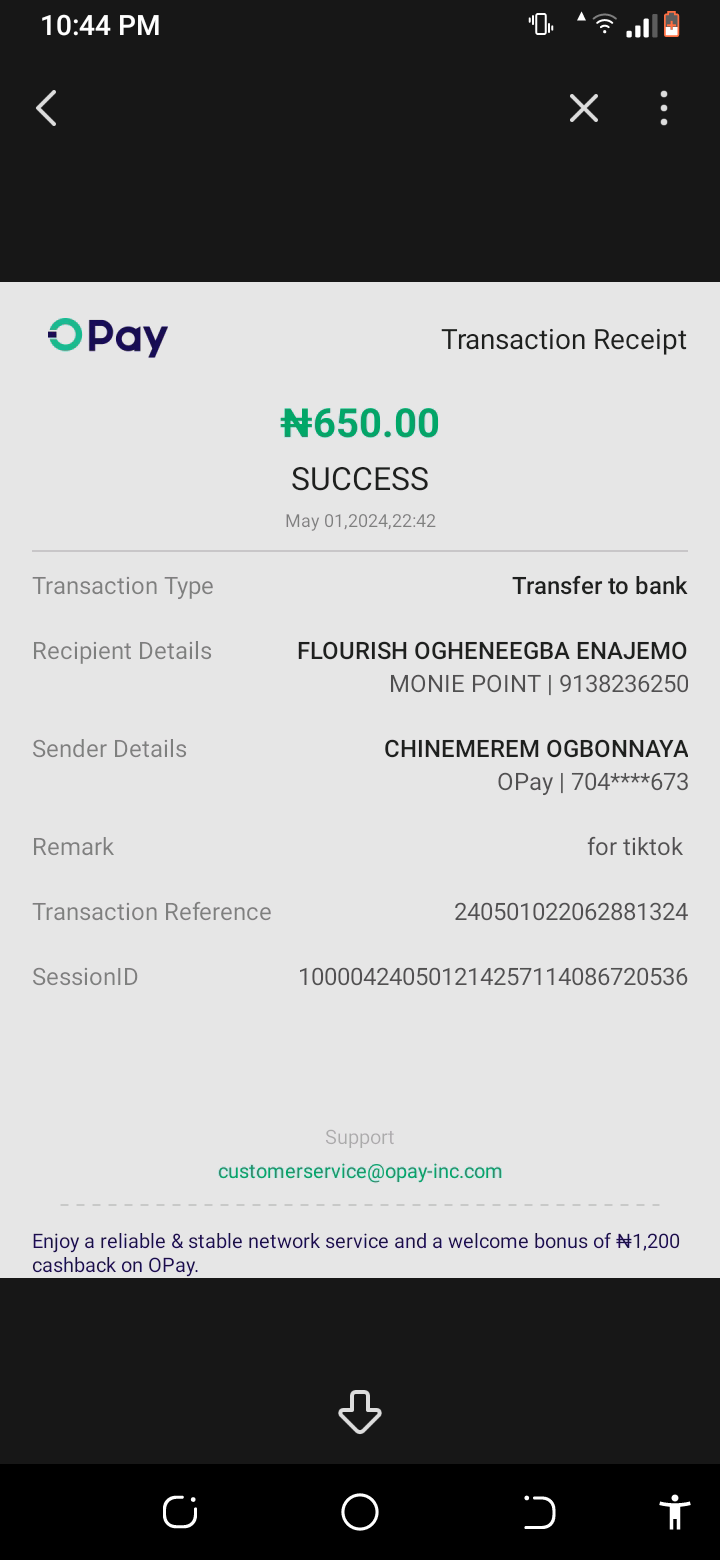 10:44 PM
OPay
Transaction Receipt
₦650.00
SUCCESS
May 01,2024,22:42
Transaction Type Transfer to bank
Recipient Details FLOURISH OGHENEEGBA ENAJEMO
MONIE POINT | 9138236250
Sender Details CHINEMEREM OGBONNAYA
OPay | 704****673
Remark for tiktok
Transaction Reference 240501022062881324
SessionID 100004240501214257114086720536
Support
customerservice@opay-inc.com
Enjoy a reliable & stable network service and a welcome bonus of ₦1,200
cashback on OPay.